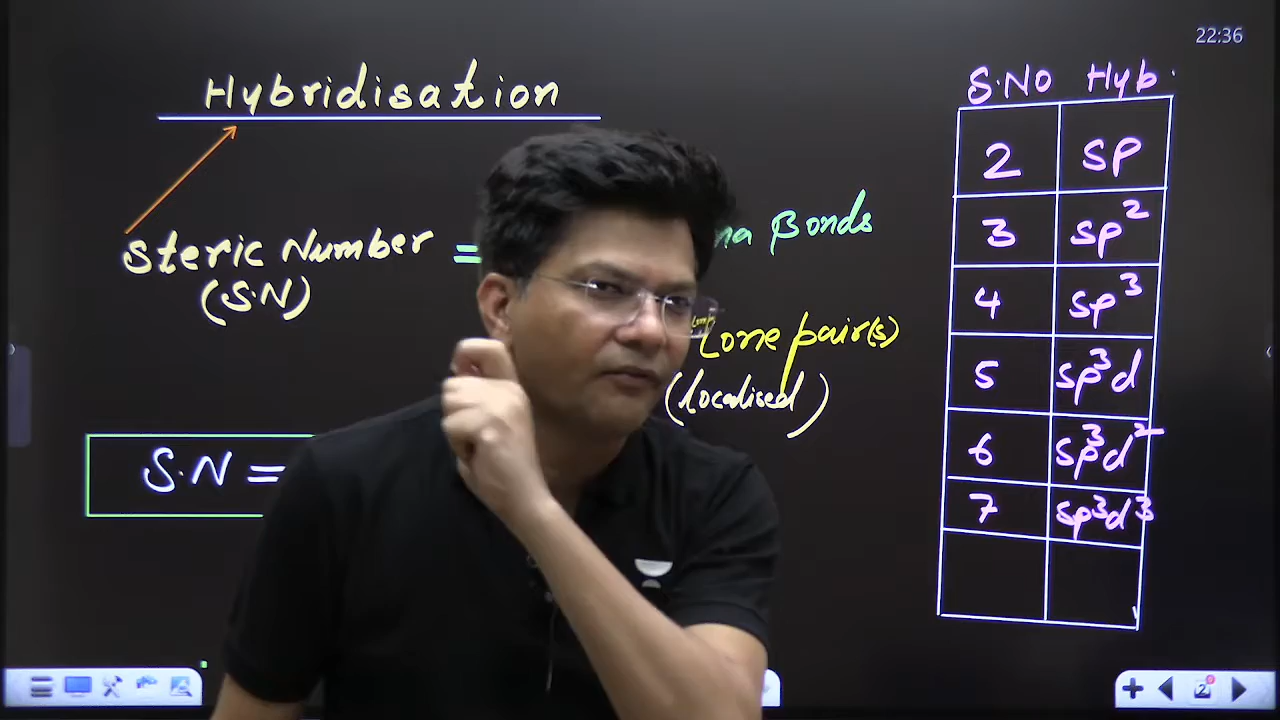 22:36
Hybridisation
Steric Number =
(S.N)
Bonds
Lone pair(s)
(localised)
S.N =
S.NO Hyb.
2 sp
3 sp²
4 sp³
5 sp³d
6 sp³d²
7 sp³d³
2